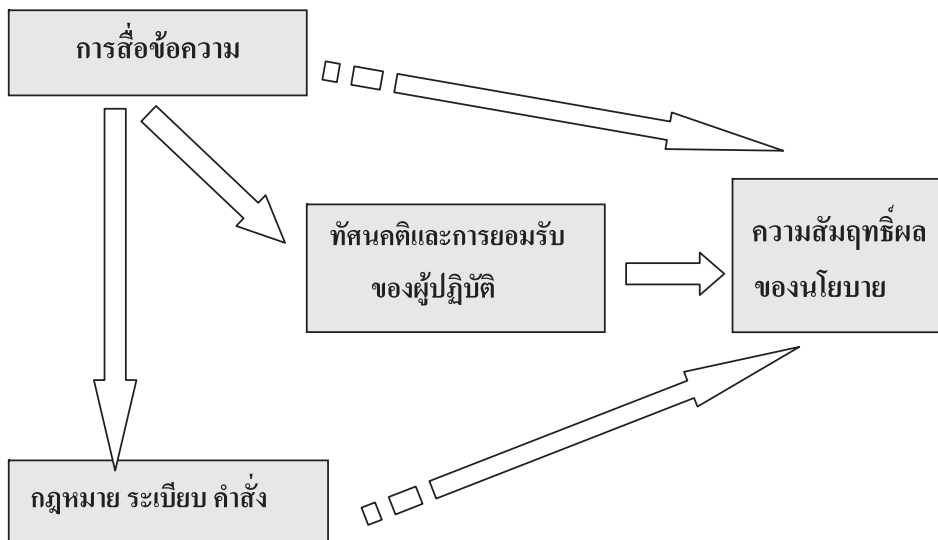 การสื่อข้อความ
ทัศนคติและการยอมรับ
ของผู้ปฏิบัติ
ความสัมฤทธิ์ผล
ของนโยบาย
กฎหมาย ระเบียบ คำสั่ง